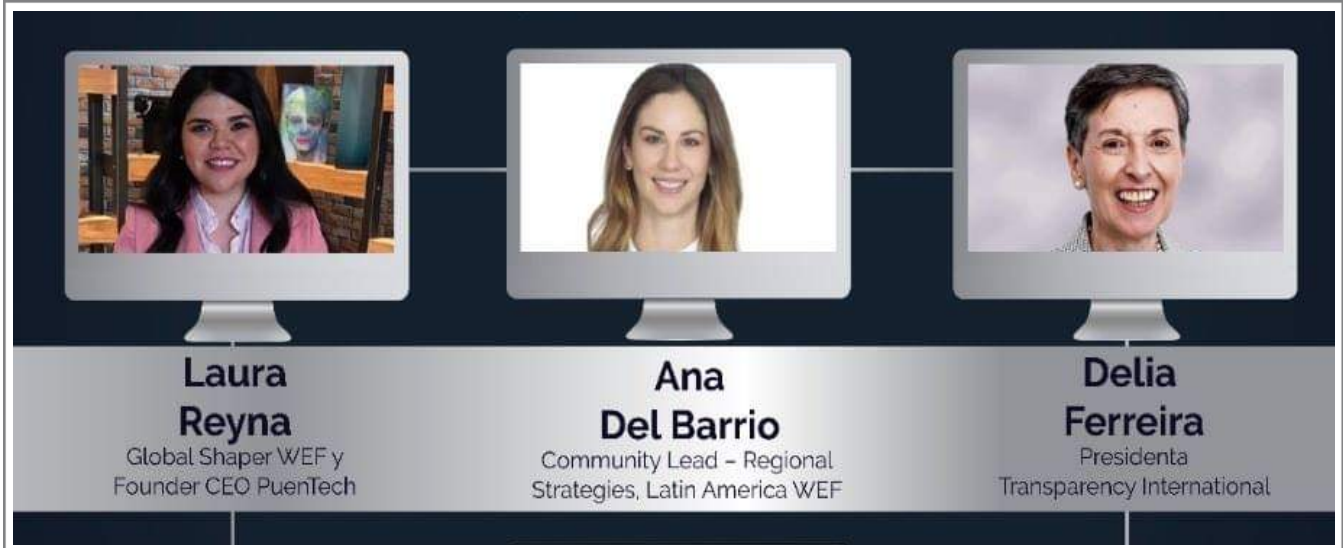 Laura
Reyna
Global Shaper WEF y
Founder CEO PuenTech
Ana
Del Barrio
Community Lead – Regional
Strategies, Latin America WEF
Delia
Ferreira
Presidenta
Transparency International